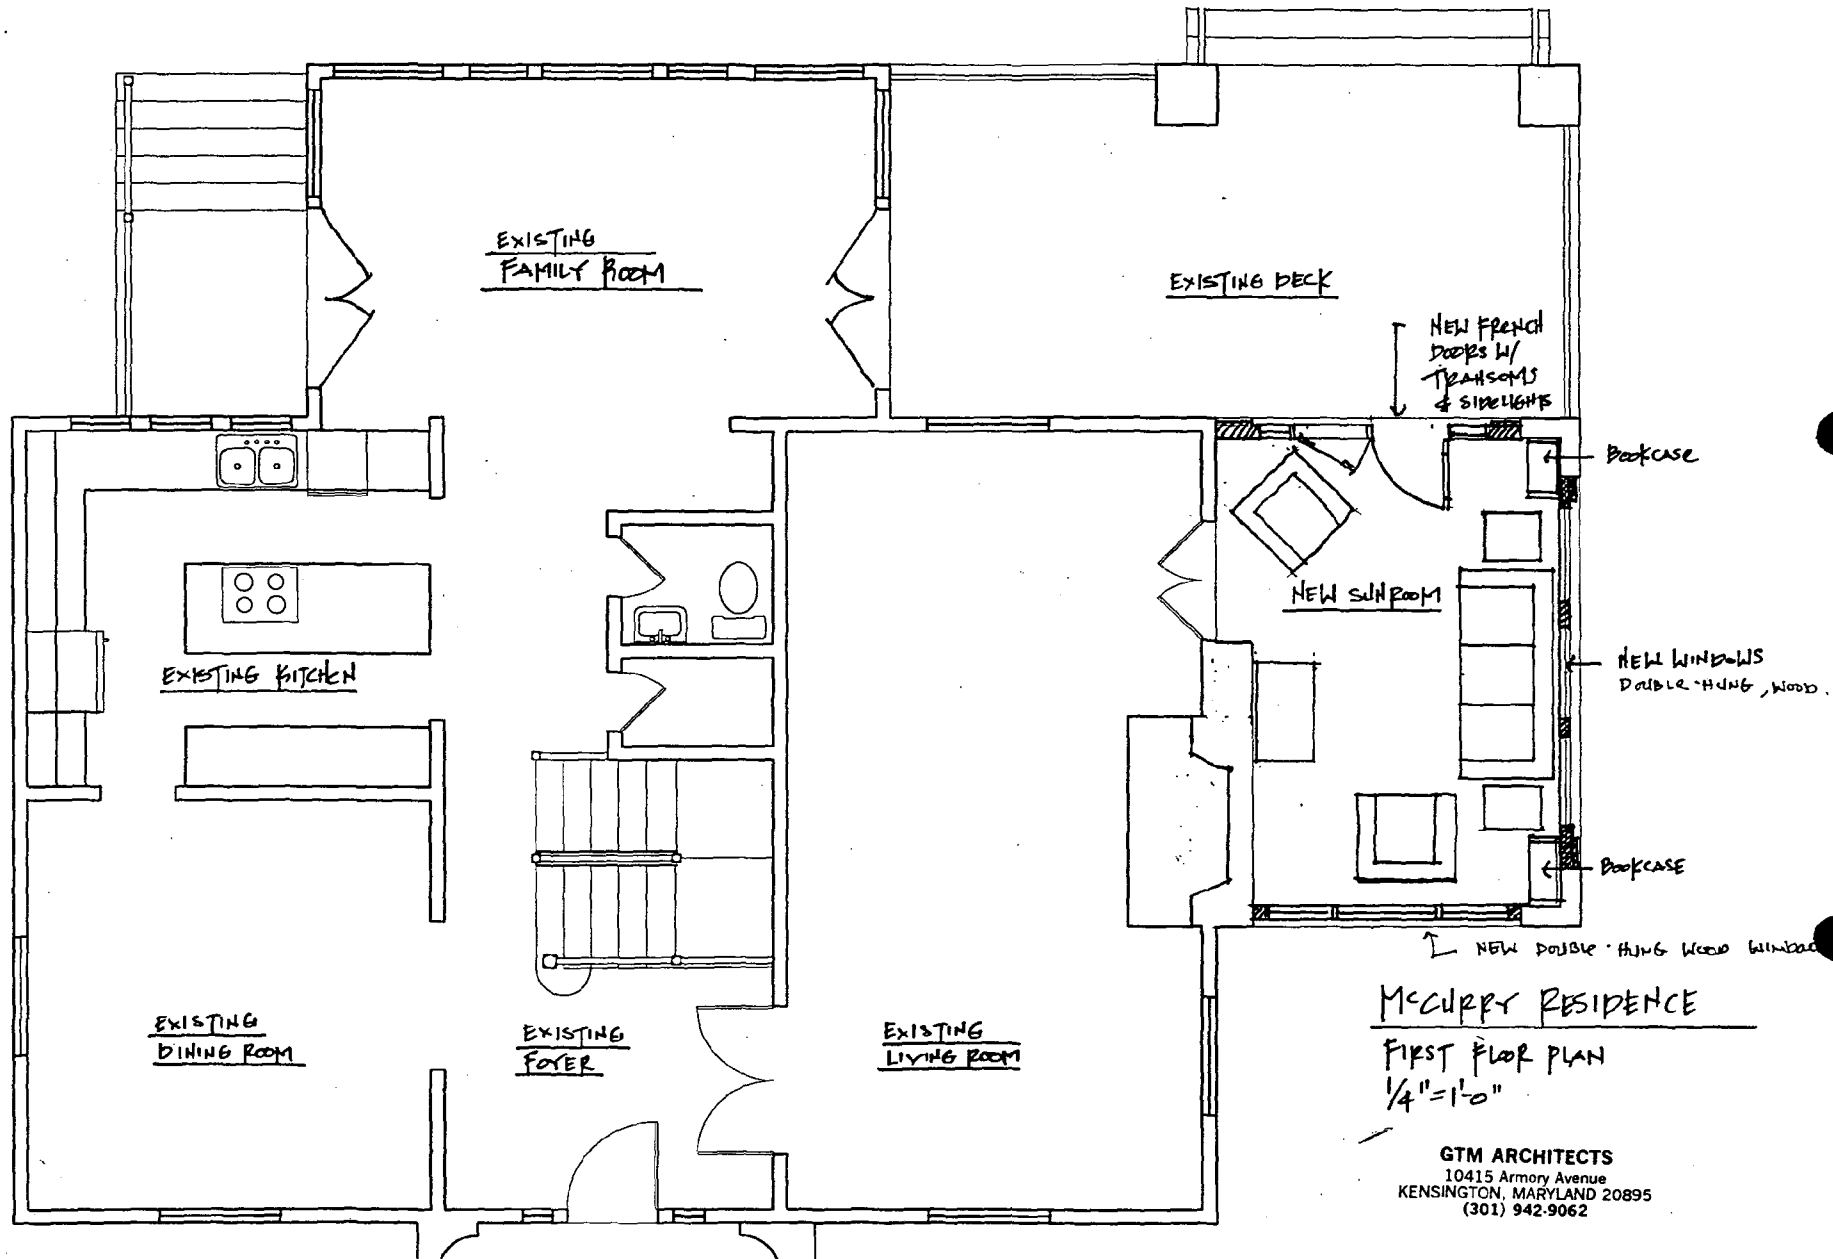 EXISTING
FAMILY ROOM
EXISTING DECK
NEW FRENCH
DOORS W/
TRANSOMS
& SIDELIGHTS
BOOKCASE
NEW SUNROOM
NEW WINDOWS
DOUBLE-HUNG, WOOD.
EXISTING KITCHEN
BOOKCASE
NEW DOUBLE-HUNG WOOD WINDOW
EXISTING
DINING ROOM
EXISTING
FOYER
EXISTING
LIVING ROOM
McCURRY RESIDENCE
FIRST FLOOR PLAN
1/4"=1'-0"
GTM ARCHITECTS
10415 Armory Avenue
KENSINGTON, MARYLAND 20895
(301) 942-9062